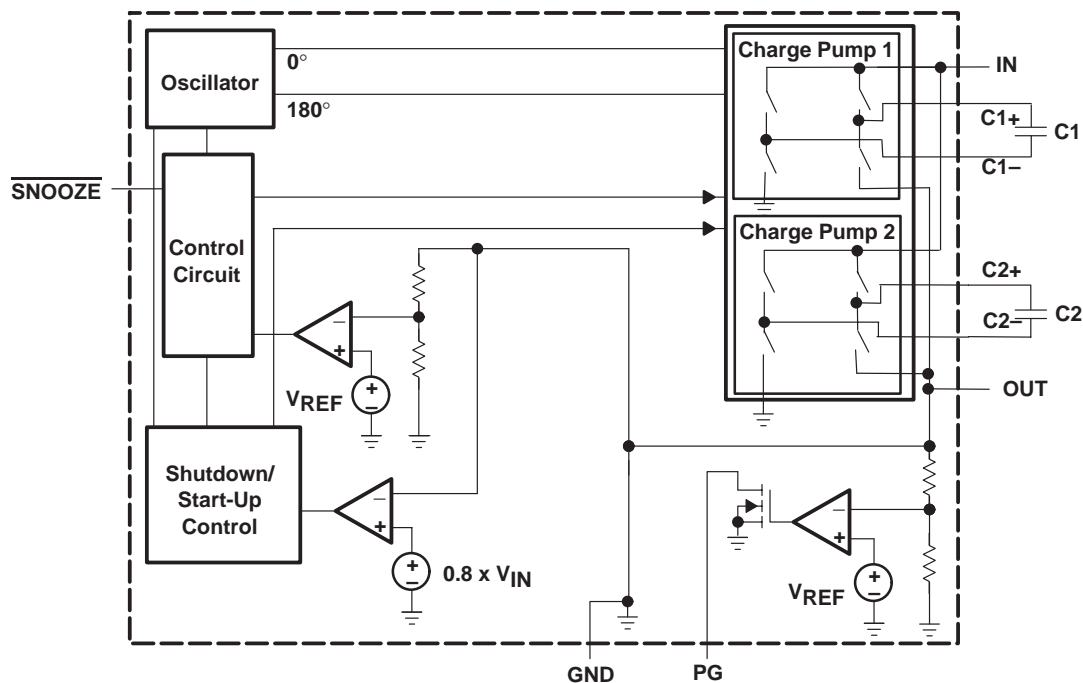 Oscillator
0°
180°
Charge Pump 1
IN
C1+
C1
C1–
SNOOZE
Control
Circuit
Charge Pump 2
C2+
C2
C2–
–
+
VREF
+
–
OUT
Shutdown/
Start-Up
Control
–
+
+
–
0.8 x VIN
–
+
VREF
+
–
GND
PG